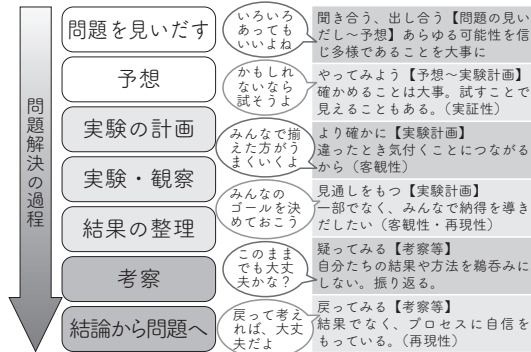 問題解決の過程
問題を見いだす
予想
実験の計画
実験・観察
結果の整理
考察
結論から問題へ
いろいろ
あっても
いいよね
かもしれ
ないなら
試そうよ
みんなで揃
えた方がう
まくいくよ
みんなの
ゴールを決
めておこう
このまま
でも大丈
夫かな？
戻って考え
れば、大丈
夫だよ
聞き合う、出し合う【問題の見い
だし～予想】あらゆる可能性を信
じ多様であることを大事に
やってみよう【予想～実験計画】
確かめることは大事。試すことで
見えることもある。（実証性）
より確かに【実験計画】
違ったとき気付くことにつながる
から（客観性）
見通しをもつ【実験計画】
一部でなく、みんなで納得を導き
だしたい（客観性・再現性）
疑ってみる【考察等】
自分たちの結果や方法を鵜呑みに
しない。振り返る。
戻ってみる【考察等】
結果でなく、プロセスに自信を
もっている。（再現性）